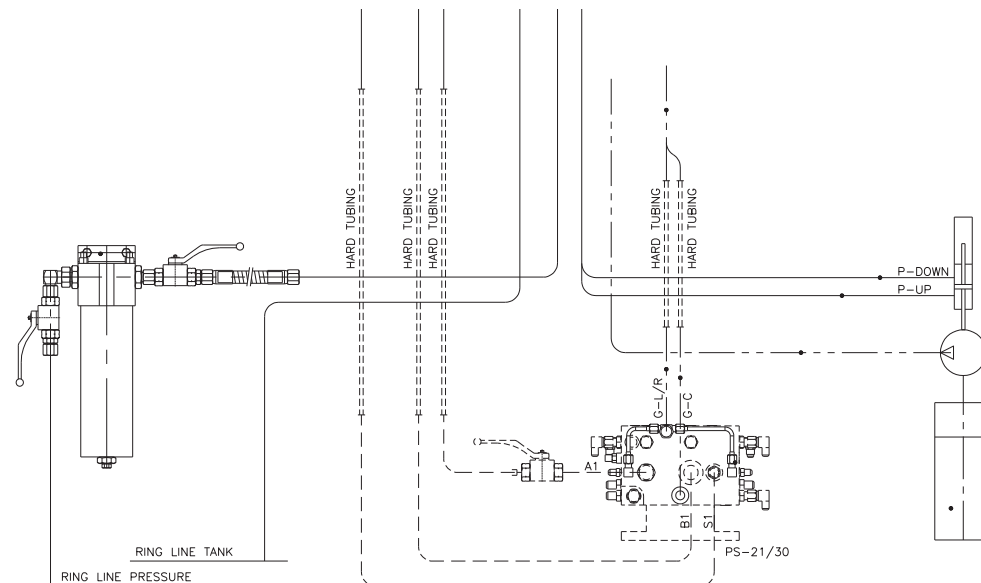 HARD TUBING
HARD TUBING
HARD TUBING
HARD TUBING
HARD TUBING
P-DOWN
P-UP
G-L/R
G-C
A1
B1
S1
PS-21/30
RING LINE TANK
RING LINE PRESSURE